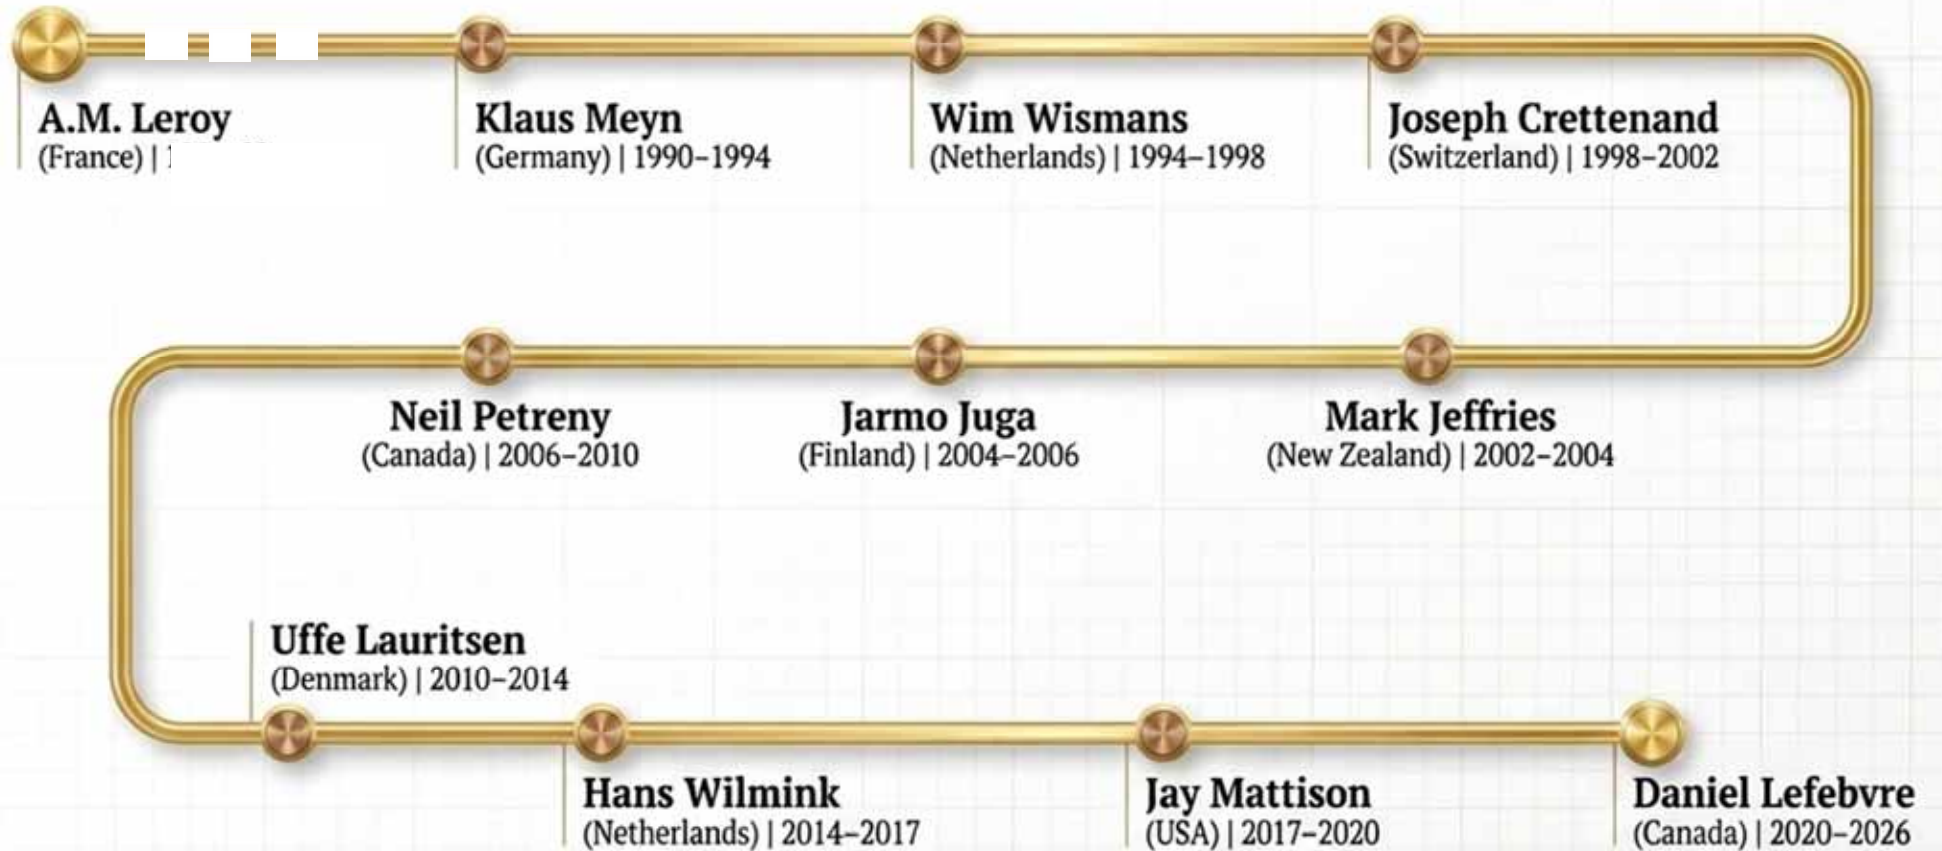 A.M. Leroy
(France) |
Klaus Meyn
(Germany) | 1990–1994
Wim Wismans
(Netherlands) | 1994–1998
Joseph Crettenand
(Switzerland) | 1998–2002
Mark Jeffries
(New Zealand) | 2002–2004
Jarmo Juga
(Finland) | 2004–2006
Neil Petreny
(Canada) | 2006–2010
Uffe Lauritsen
(Denmark) | 2010–2014
Hans Wilmink
(Netherlands) | 2014–2017
Jay Mattison
(USA) | 2017–2020
Daniel Lefebvre
(Canada) | 2020–2026